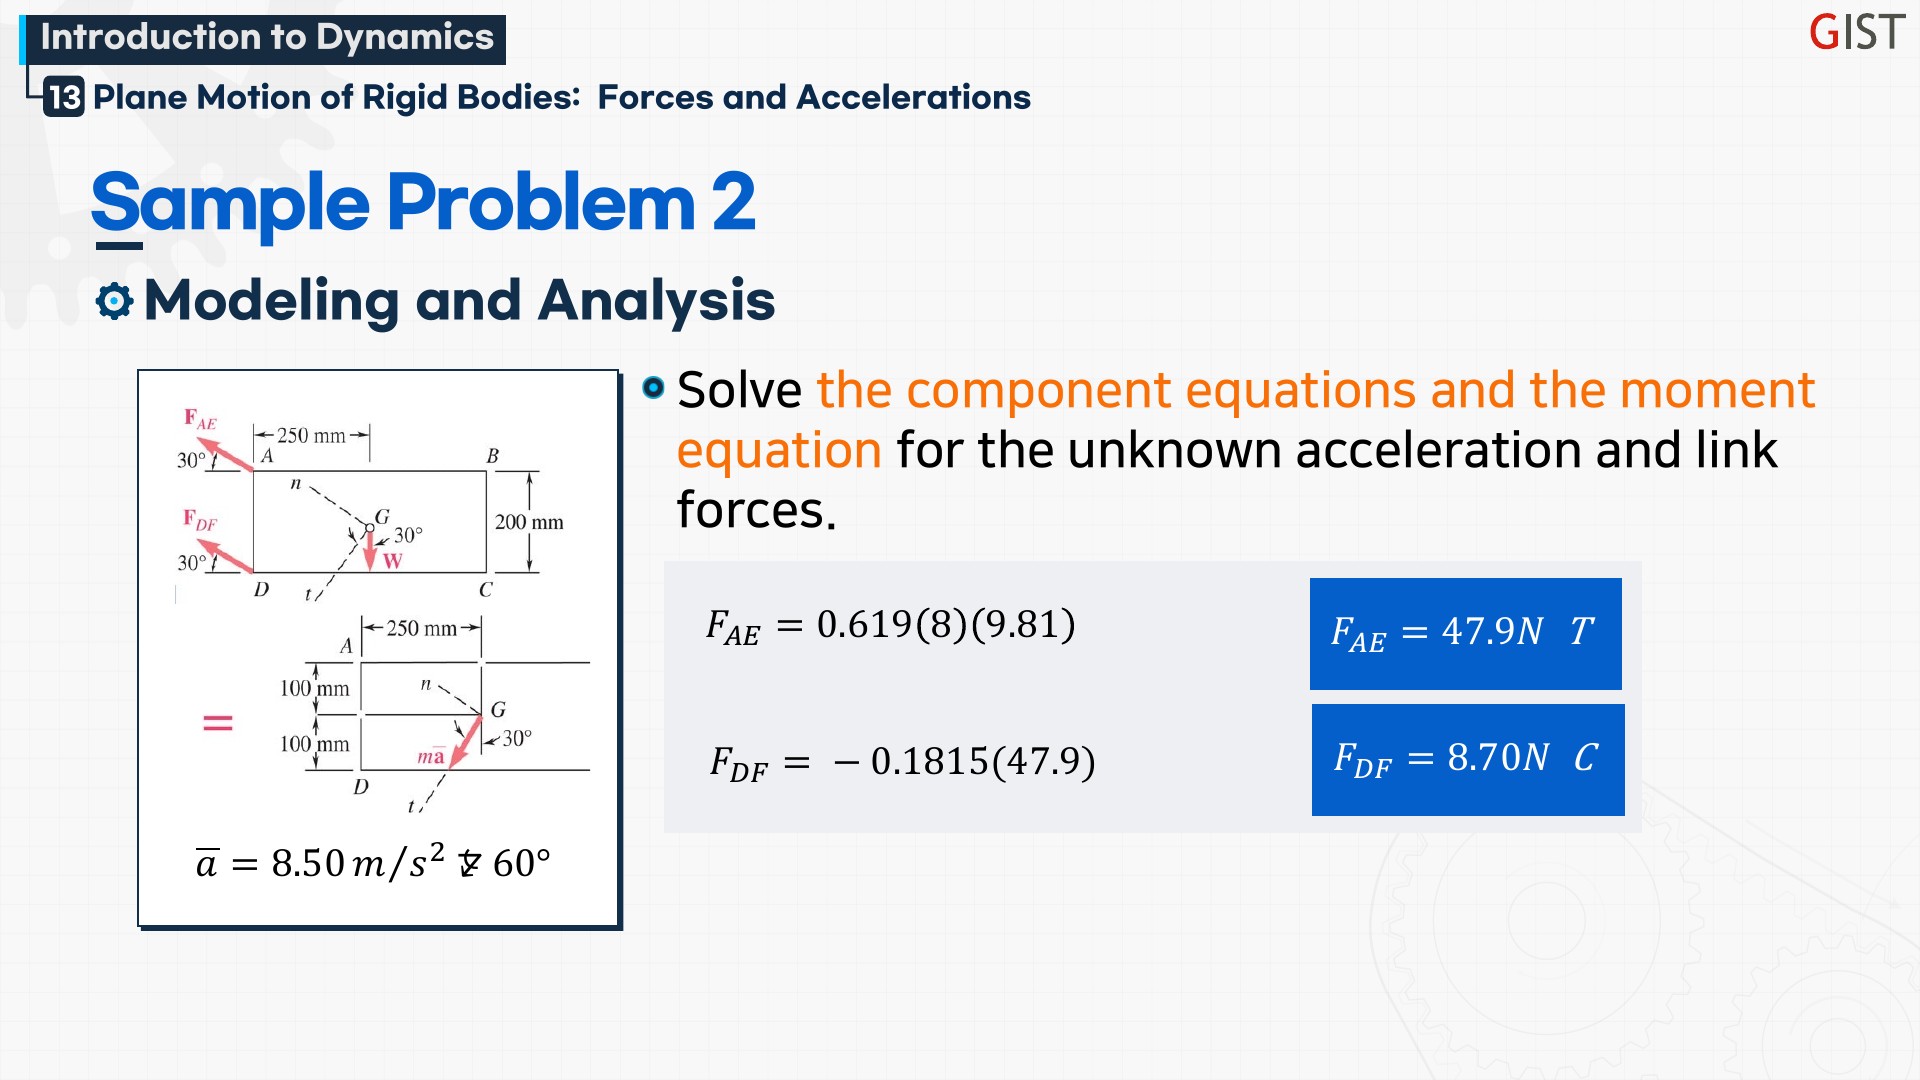 Introduction to Dynamics
GIST
13 Plane Motion of Rigid Bodies: Forces and Accelerations
Sample Problem 2
Modeling and Analysis
F_AE
250 mm
30° A B
n
F_DF G 200 mm
30°
30° W
D t C
250 mm
A
100 mm n
G
= 100 mm 30°
mā
D
t
a̅ = 8.50 m/s² 60°
Solve the component equations and the moment
equation for the unknown acceleration and link
forces.
F_AE = 0.619(8)(9.81)
F_AE = 47.9N T
F_DF = − 0.1815(47.9)
F_DF = 8.70N C